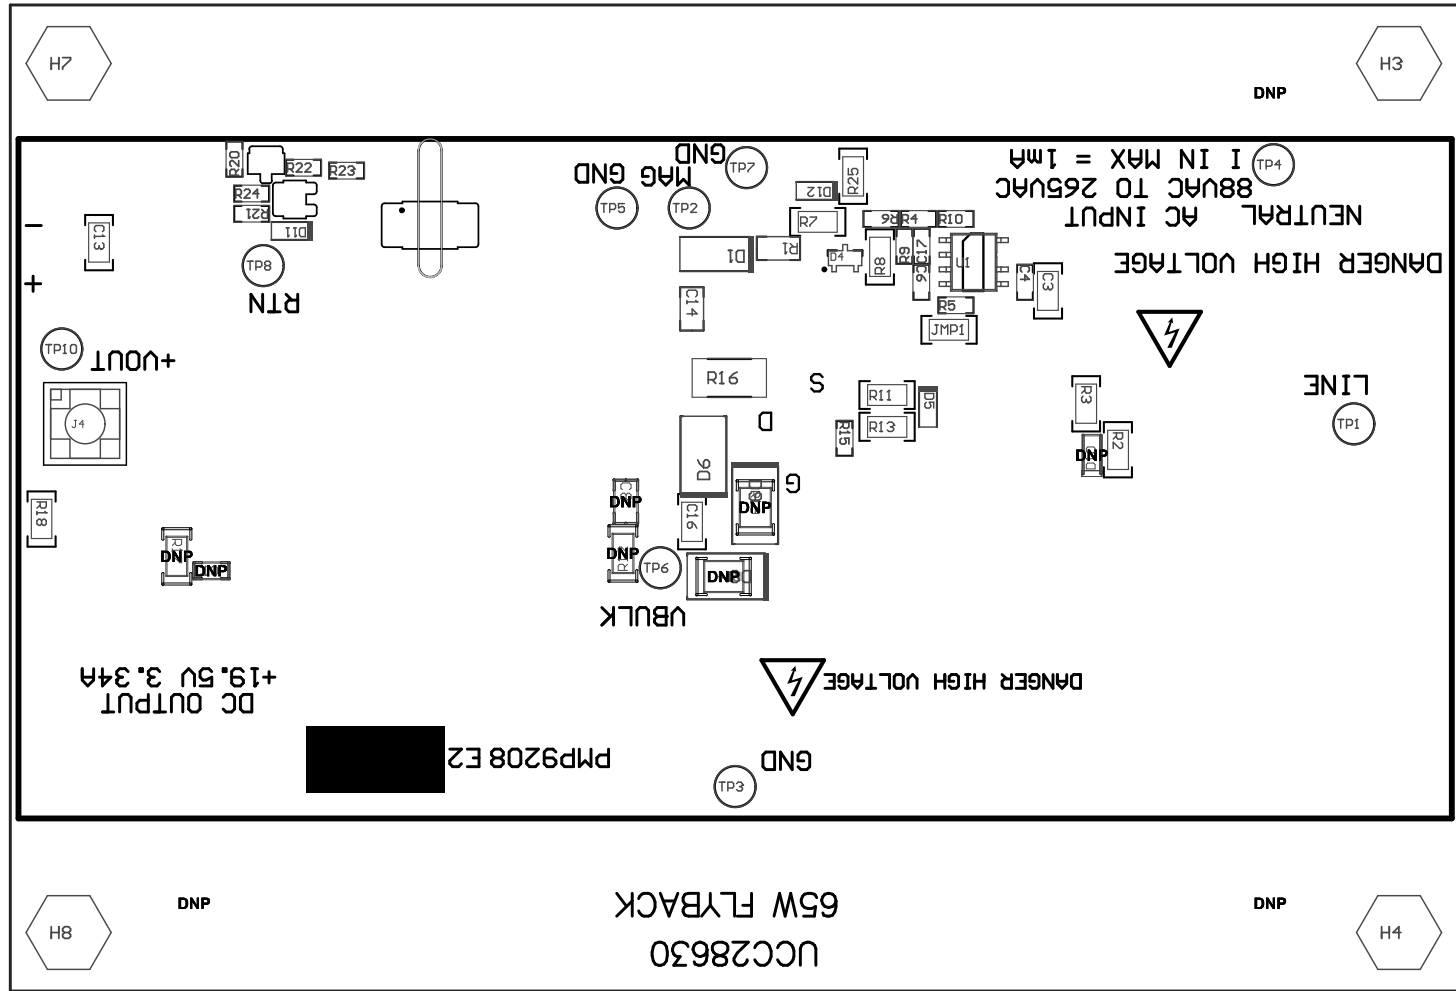 H7
H3
DNP
R20
R22
R23
R24
R21
D11
TP8
RTN
-
C13
+
TP10
+VOUT
J4
R18
DNP
DNP
MAG GND
GND
TP7
TP5
TP2
D12
R25
R7
R6
R4
R10
D1
R1
D4
R8
R9
C17
C6
U1
C4
C3
R5
JMP1
C14
I IN MAX = 1mA
88VAC TO 265VAC
AC INPUT
NEUTRAL
TP4
DANGER HIGH VOLTAGE
LINE
TP1
R16
S
R11
D5
R13
R15
D
D6
G
R3
R2
DNP
C8
DNP
DNP
C16
DNP
TP6
DNP
VBULK
+19.5V 3.34A
DC OUTPUT
DANGER HIGH VOLTAGE
PMP9208 E2
GND
TP3
DNP
65W FLYBACK
UCC28630
DNP
H8
H4